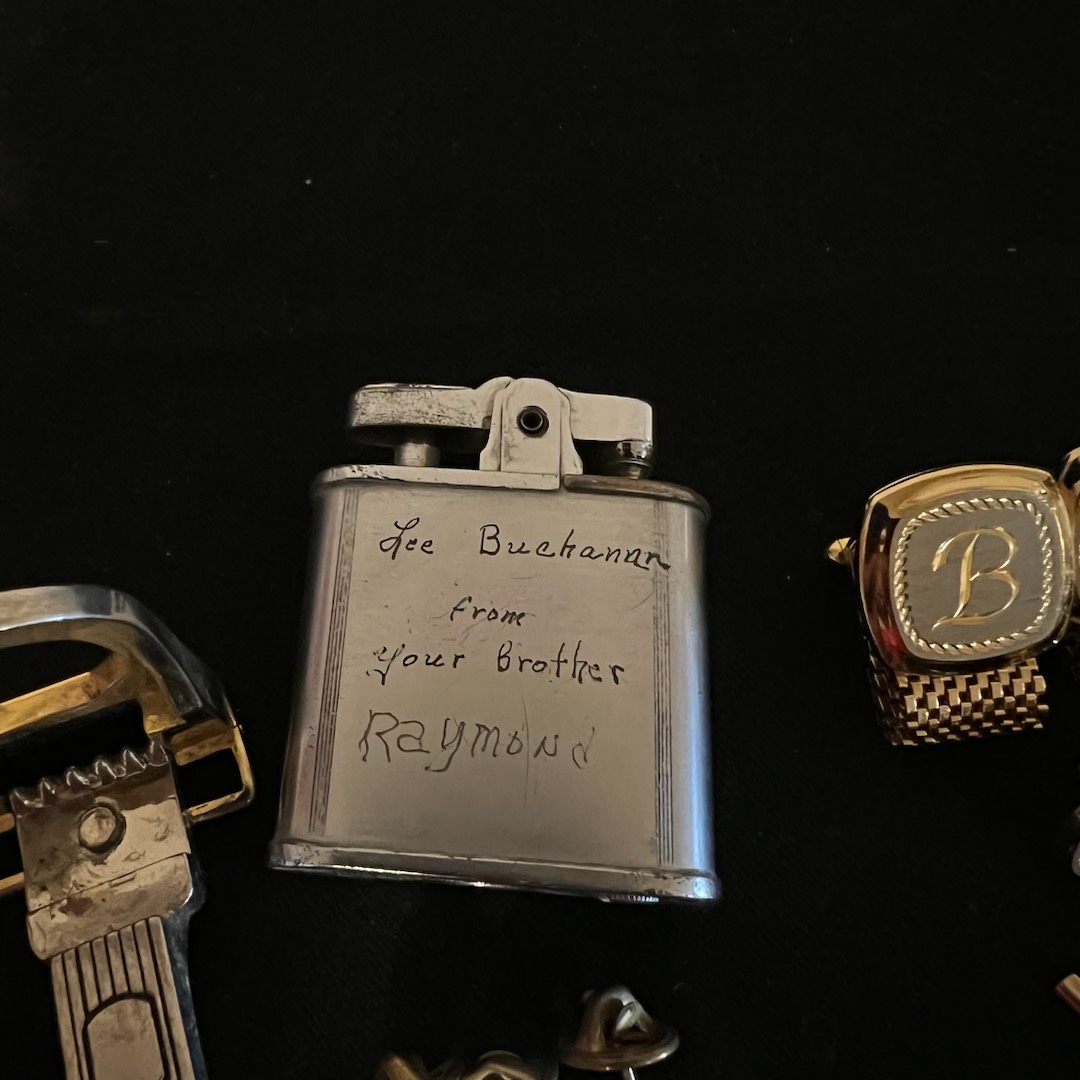 Lee Buchanan
from
your brother
Raymond
B